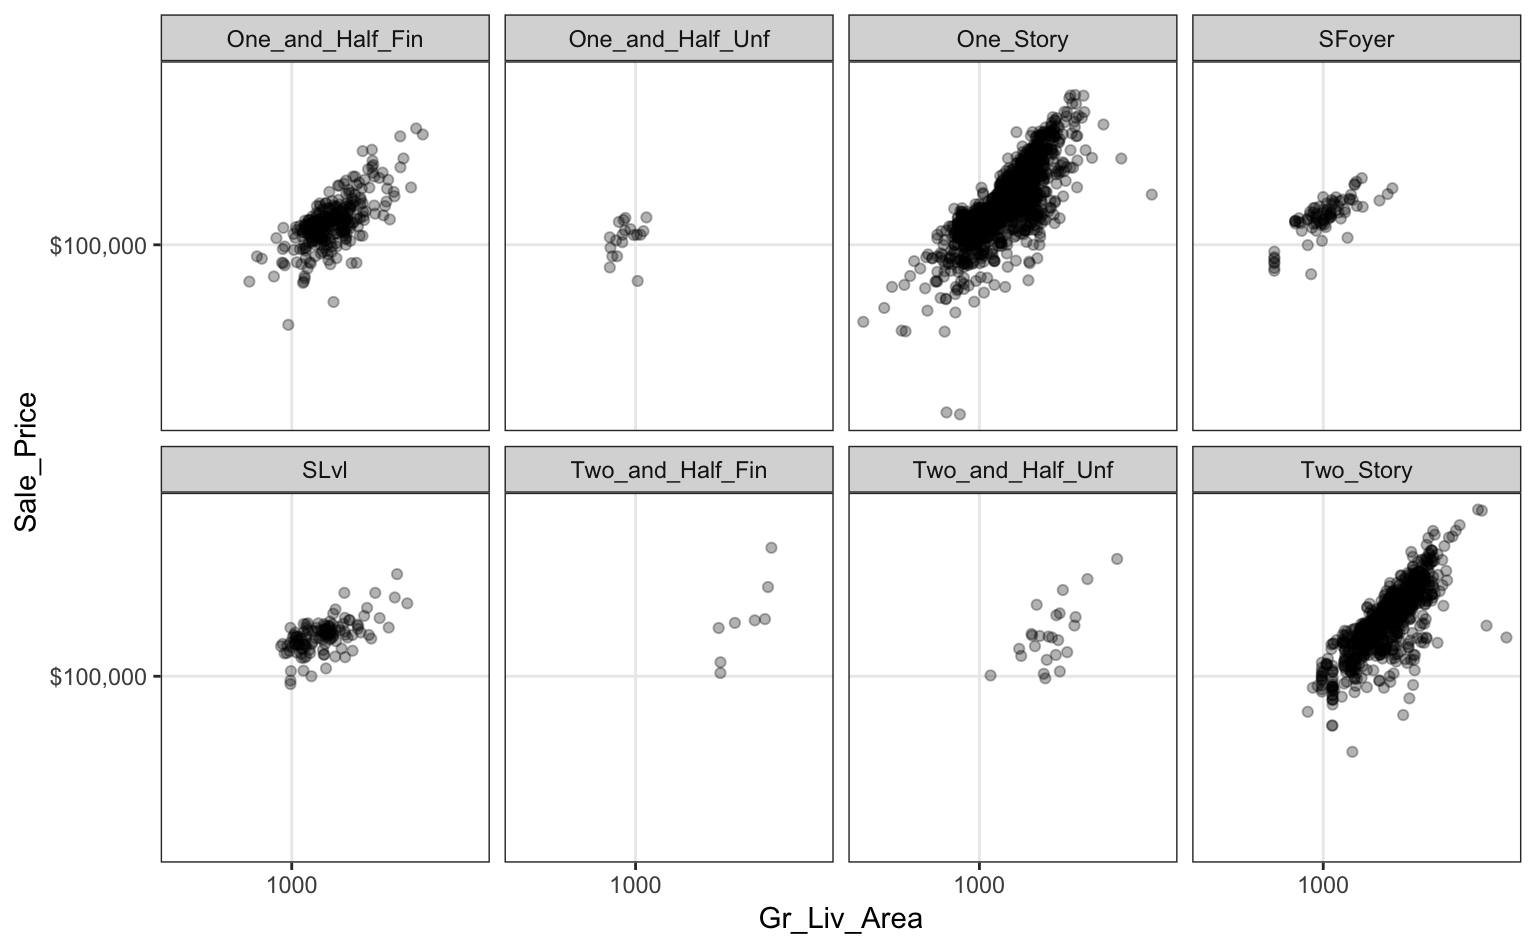 One_and_Half_Fin
One_and_Half_Unf
One_Story
SFoyer
$100,000
Sale_Price
SLvl
Two_and_Half_Fin
Two_and_Half_Unf
Two_Story
$100,000
1000
1000
1000
1000
Gr_Liv_Area